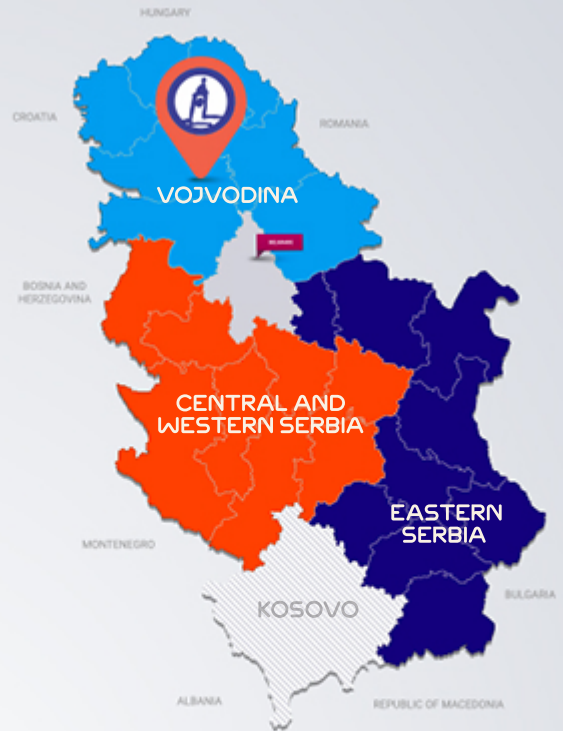 HUNGARY
CROATIA
ROMANIA
VOJVODINA
BELGRADE
BOSNIA AND
HERZEGOVINA
CENTRAL AND
WESTERN SERBIA
EASTERN
SERBIA
MONTENEGRO
BULGARIA
KOSOVO
ALBANIA
REPUBLIC OF MACEDONIA